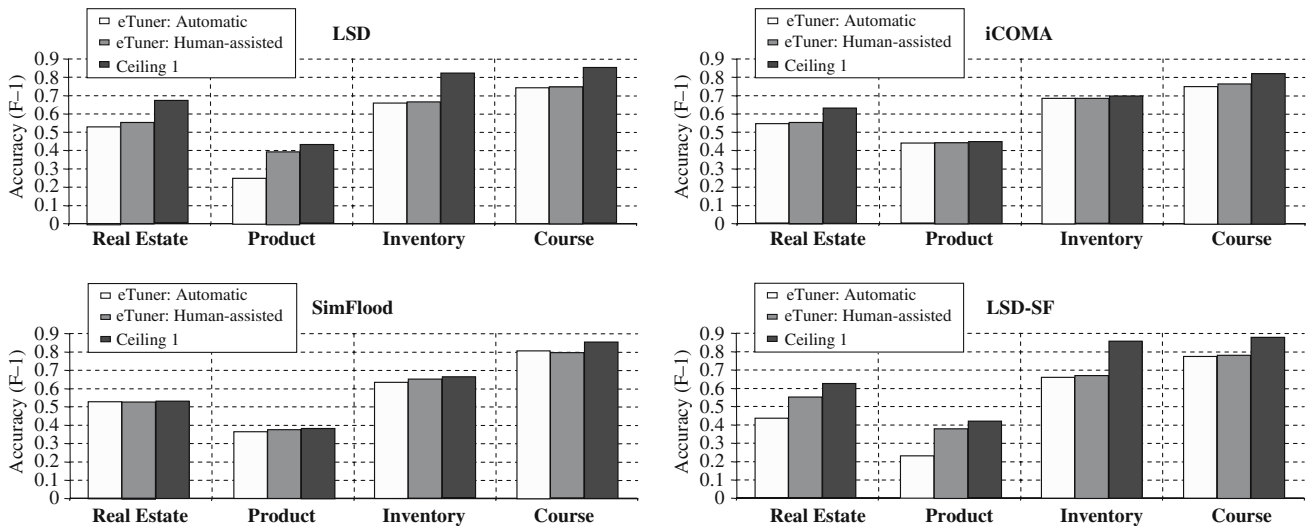 LSD
eTuner: Automatic
eTuner: Human-assisted
Ceiling 1
Accuracy (F–1)
0.9
0.8
0.7
0.6
0.5
0.4
0.3
0.2
0.1
0
Real Estate Product Inventory Course
iCOMA
eTuner: Automatic
eTuner: Human-assisted
Ceiling 1
Accuracy (F–1)
0.9
0.8
0.7
0.6
0.5
0.4
0.3
0.2
0.1
0
Real Estate Product Inventory Course
SimFlood
eTuner: Automatic
eTuner: Human-assisted
Ceiling 1
Accuracy (F–1)
0.9
0.8
0.7
0.6
0.5
0.4
0.3
0.2
0.1
0
Real Estate Product Inventory Course
LSD-SF
eTuner: Automatic
eTuner: Human-assisted
Ceiling 1
Accuracy (F–1)
0.9
0.8
0.7
0.6
0.5
0.4
0.3
0.2
0.1
0
Real Estate Product Inventory Course